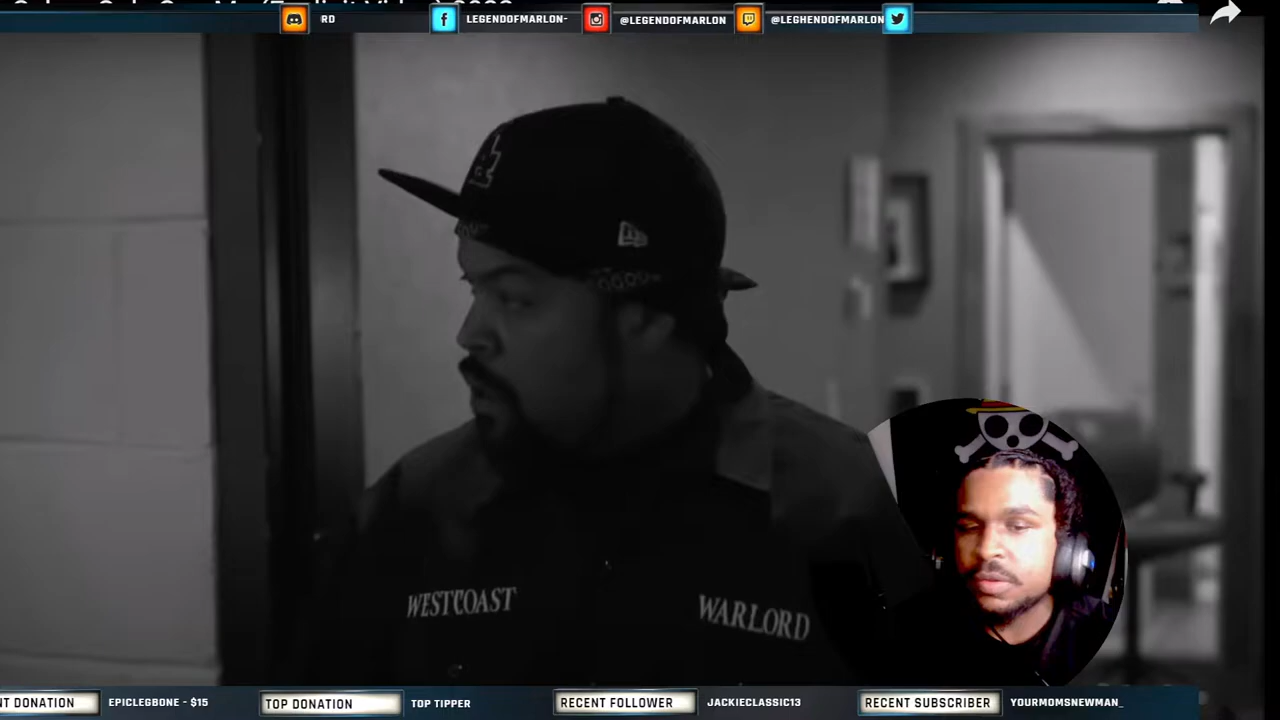 RD
LEGENDOFMARLON-
@LEGENDOFMARLON
@LEGHENDOFMARLON
WESTCOAST
WARLORD
NT DONATION
EPICLEGBONE - $15
TOP DONATION
TOP TIPPER
RECENT FOLLOWER
JACKIECLASSIC13
RECENT SUBSCRIBER
YOURMOMSNEWMAN_